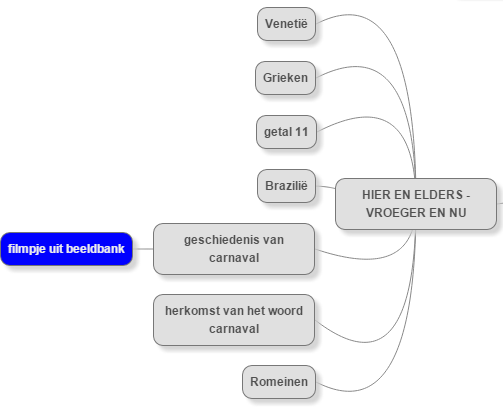 Venetië
Grieken
getal 11
Brazilië
HIER EN ELDERS -
VROEGER EN NU
filmpje uit beeldbank
geschiedenis van
carnaval
herkomst van het woord
carnaval
Romeinen